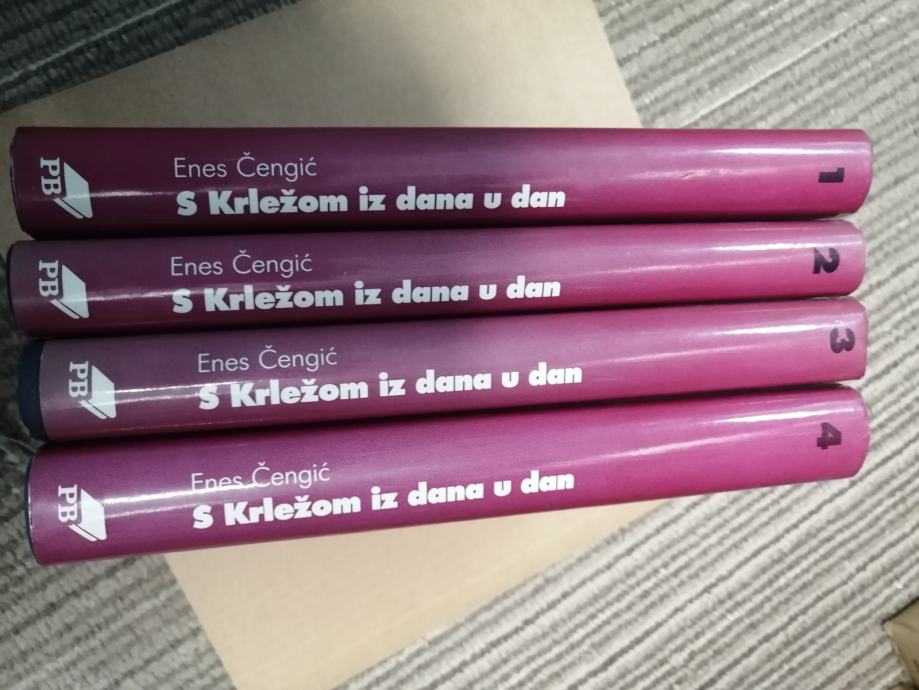 PB
Enes Čengić
S Krležom iz dana u dan
1
PB
Enes Čengić
S Krležom iz dana u dan
2
PB
Enes Čengić
S Krležom iz dana u dan
3
PB
Enes Čengić
S Krležom iz dana u dan
4